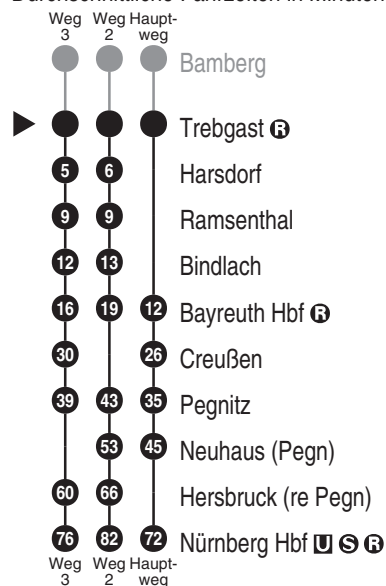 Durchschnittliche Fahrzeiten in Minuten
Weg 3 Weg 2 Haupt-weg
Bamberg
Trebgast R
5 6 Harsdorf
9 9 Ramsenthal
12 13 Bindlach
16 19 12 Bayreuth Hbf R
30 26 Creußen
39 43 35 Pegnitz
53 45 Neuhaus (Pegn)
60 66 Hersbruck (re Pegn)
76 82 72 Nürnberg Hbf U S R
Weg 3 Weg 2 Haupt-weg